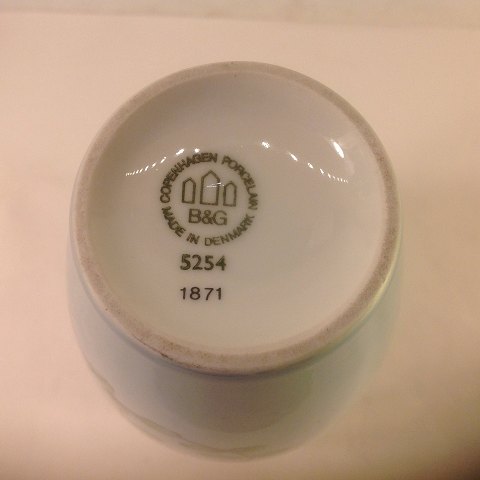 COPENHAGEN PORCELAIN
B&G
MADE IN DENMARK
5254
1871